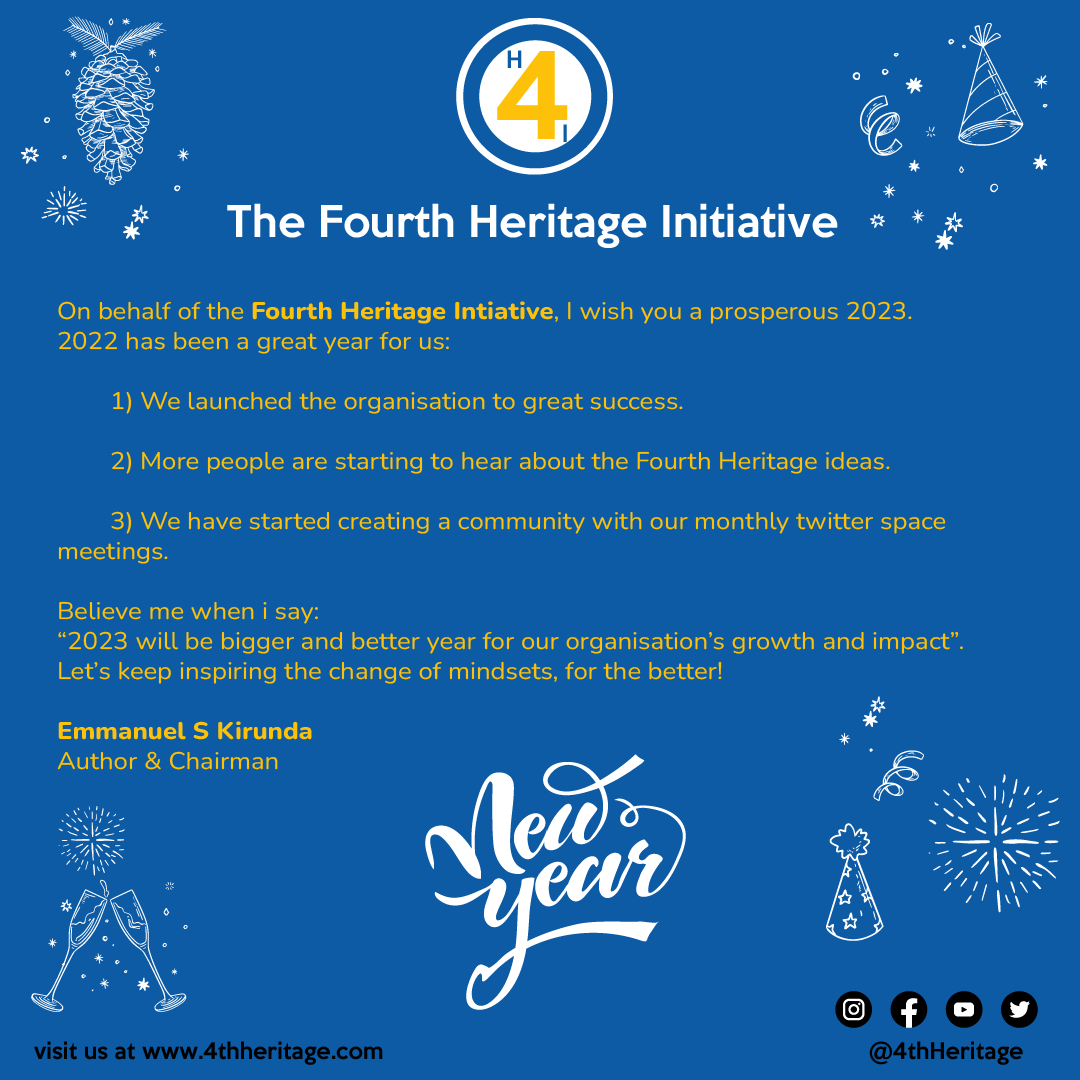 H
4
I
The Fourth Heritage Initiative
On behalf of the Fourth Heritage Intiative, I wish you a prosperous 2023.
2022 has been a great year for us:
1) We launched the organisation to great success.
2) More people are starting to hear about the Fourth Heritage ideas.
3) We have started creating a community with our monthly twitter space
meetings.
Believe me when i say:
“2023 will be bigger and better year for our organisation’s growth and impact”.
Let’s keep inspiring the change of mindsets, for the better!
Emmanuel S Kirunda
Author & Chairman
New
year
visit us at www.4thheritage.com
@4thHeritage